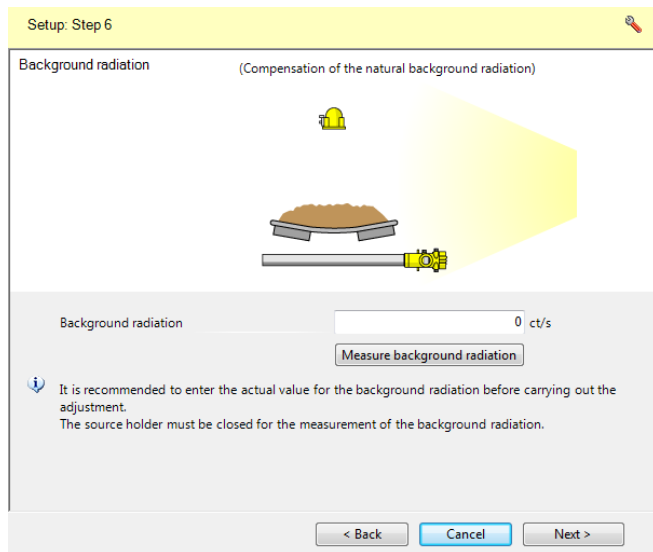 Setup: Step 6
Background radiation
(Compensation of the natural background radiation)
Background radiation
0 ct/s
Measure background radiation
It is recommended to enter the actual value for the background radiation before carrying out the
adjustment.
The source holder must be closed for the measurement of the background radiation.
< Back
Cancel
Next >